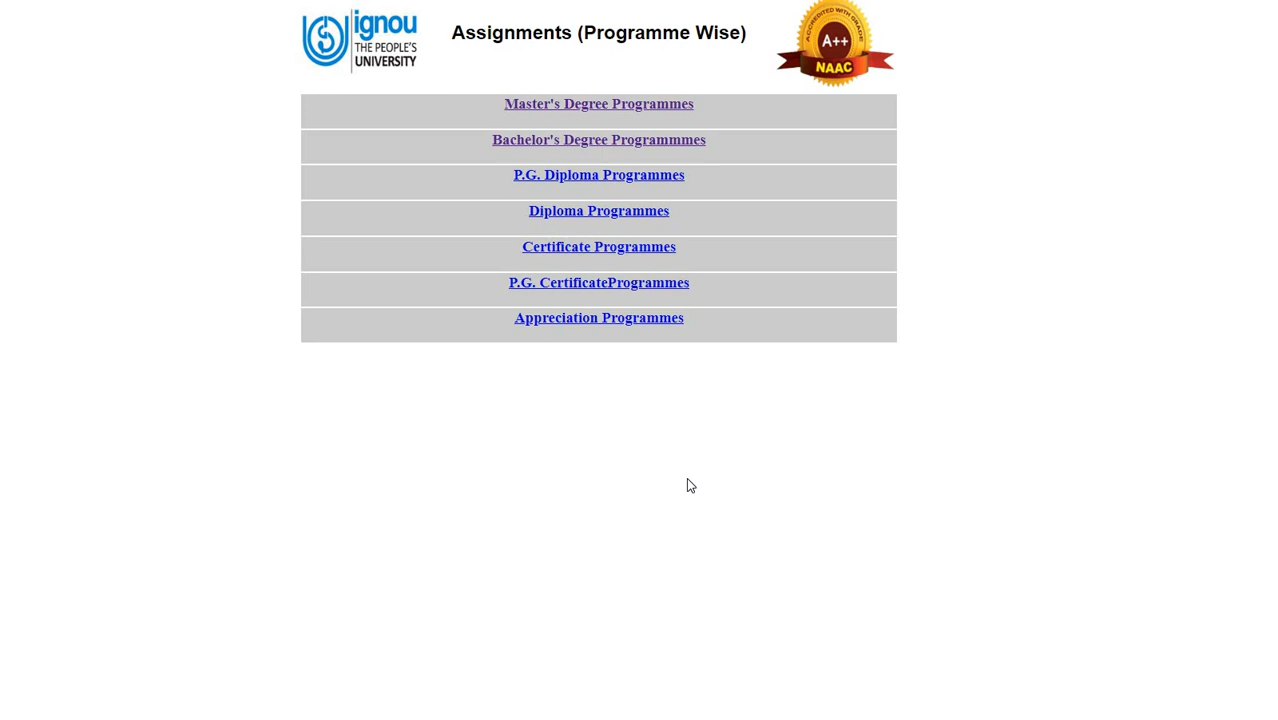 ignou
THE PEOPLE'S
UNIVERSITY
Assignments (Programme Wise)
ACCREDITED WITH GRADE
A++
NAAC
Master's Degree Programmes
Bachelor's Degree Programmmes
P.G. Diploma Programmes
Diploma Programmes
Certificate Programmes
P.G. CertificateProgrammes
Appreciation Programmes